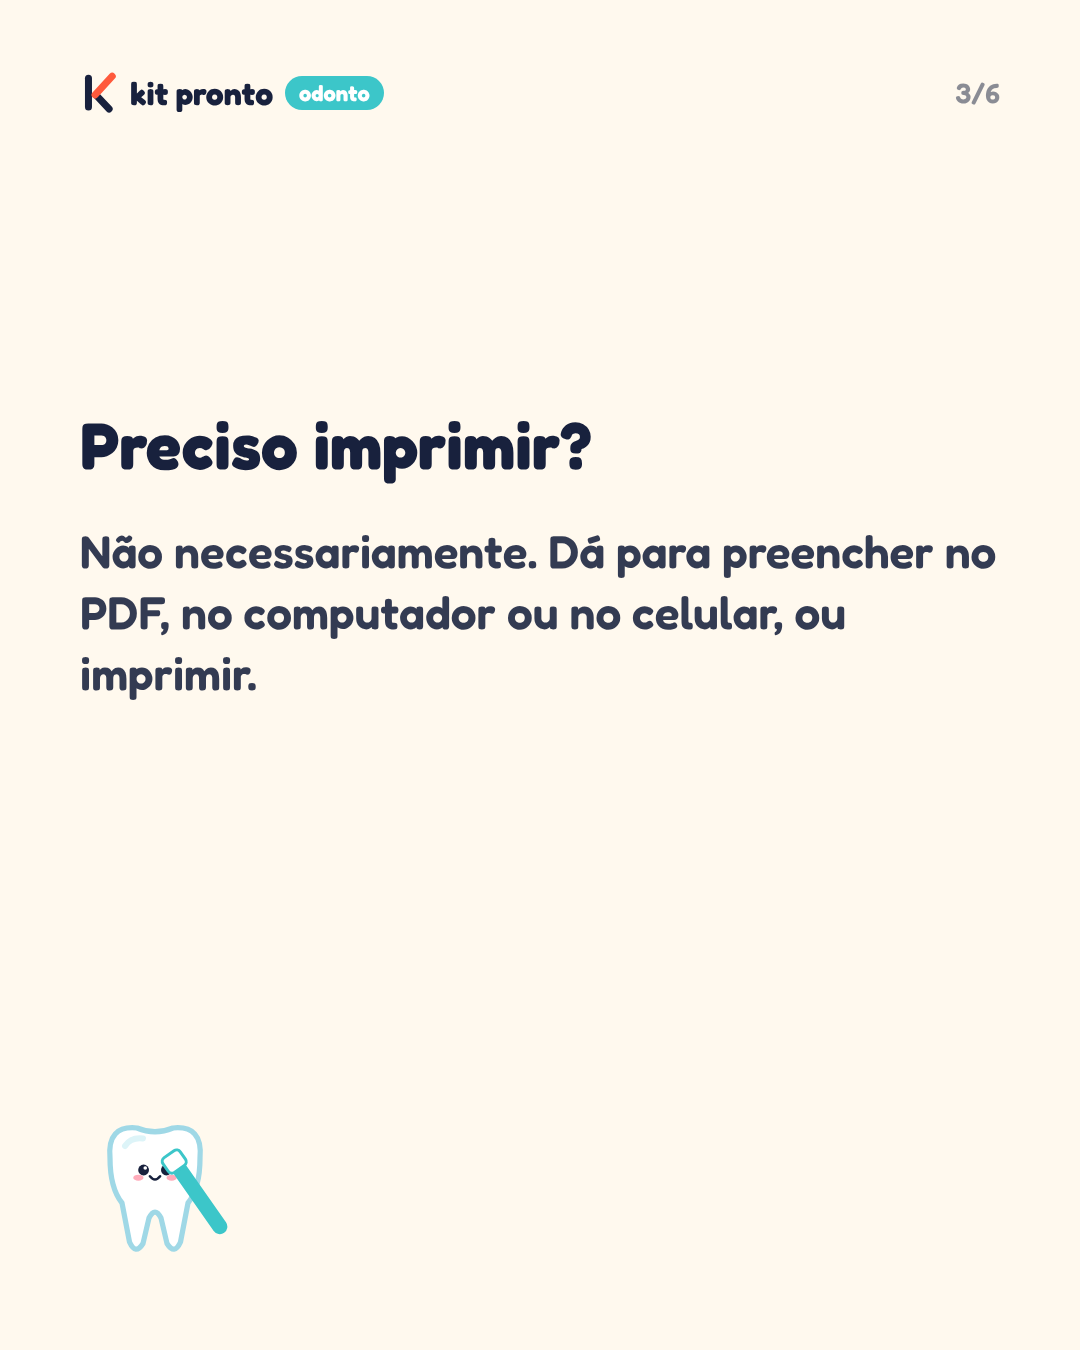 kit pronto odonto 3/6
Preciso imprimir?
Não necessariamente. Dá para preencher no
PDF, no computador ou no celular, ou
imprimir.